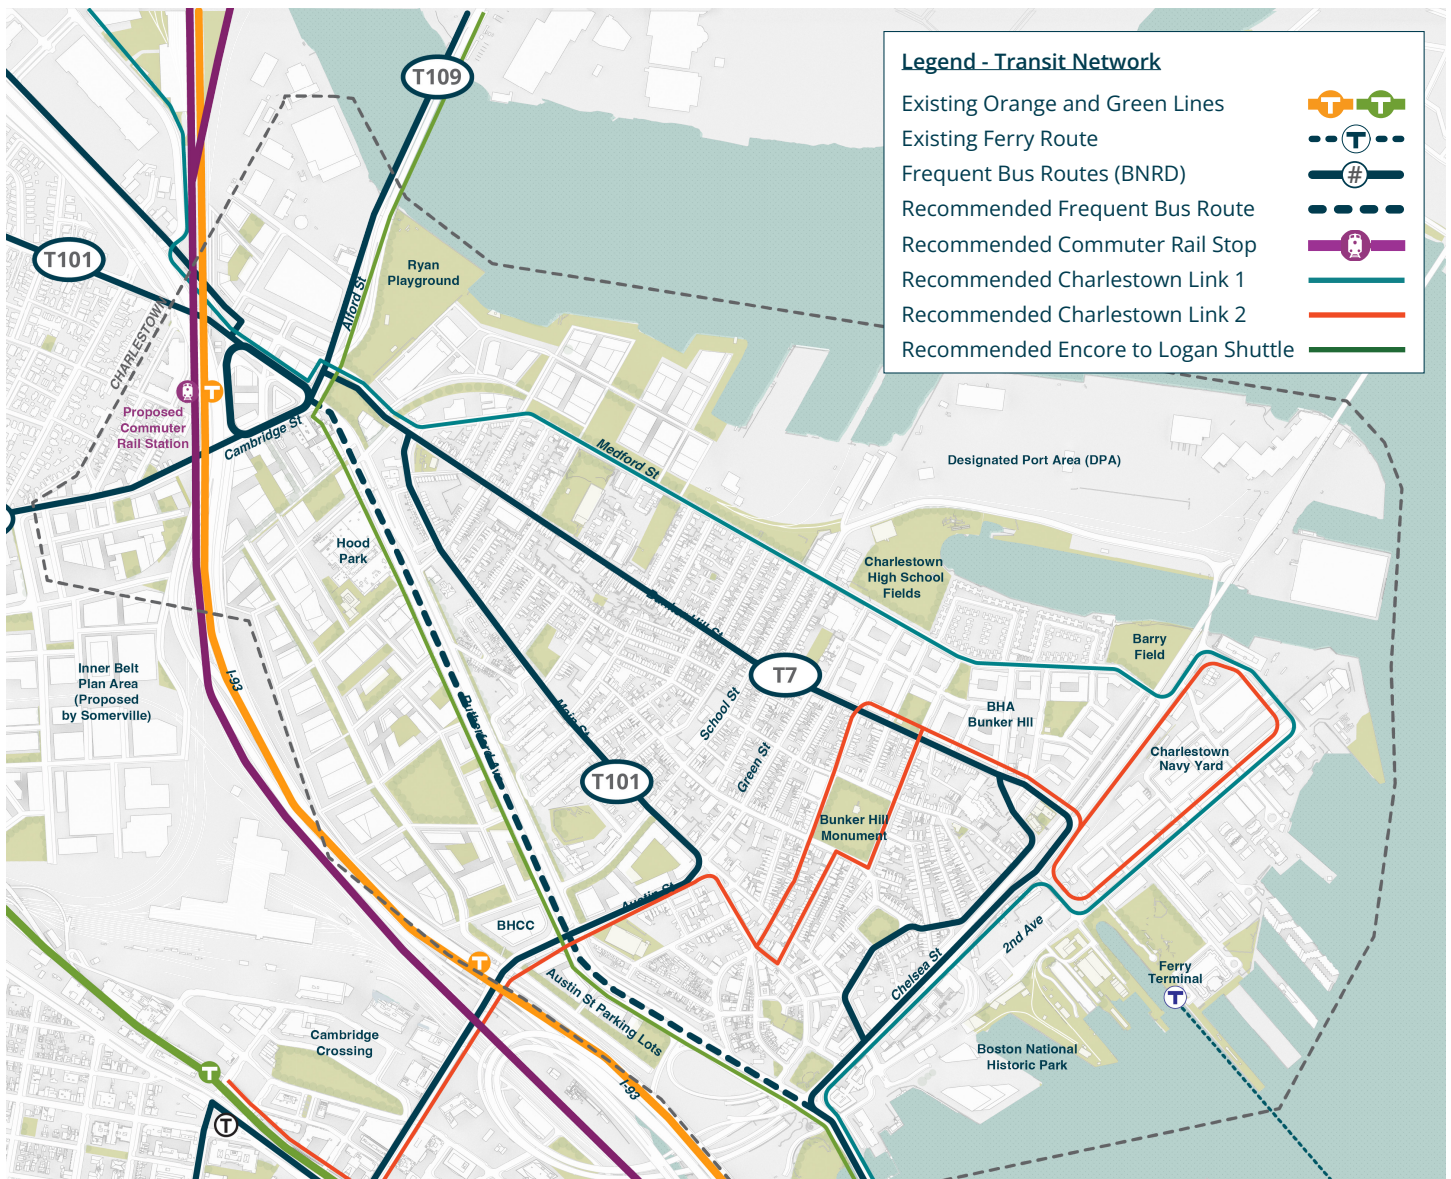 Legend - Transit Network
Existing Orange and Green Lines
T T
Existing Ferry Route
T
Frequent Bus Routes (BNRD)
#
Recommended Frequent Bus Route
Recommended Commuter Rail Stop
Recommended Charlestown Link 1
Recommended Charlestown Link 2
Recommended Encore to Logan Shuttle
T109
T101
Ryan
Playground
Alford St
CHARLESTOWN
T
Proposed
Commuter
Rail Station
Cambridge St
Medford St
Designated Port Area (DPA)
Hood
Park
Charlestown
High School
Fields
Bunker Hill St
Barry
Field
Inner Belt
Plan Area
(Proposed
by Somerville)
I-93
T7
Rutherford Ave
Main St
School St
BHA
Bunker Hill
Green St
Charlestown
Navy Yard
T101
Bunker Hill
Monument
Austin St
BHCC
T
2nd Ave
Chelsea St
Ferry
Terminal
T
Austin St Parking Lots
Cambridge
Crossing
Boston National
Historic Park
T
I-93
T